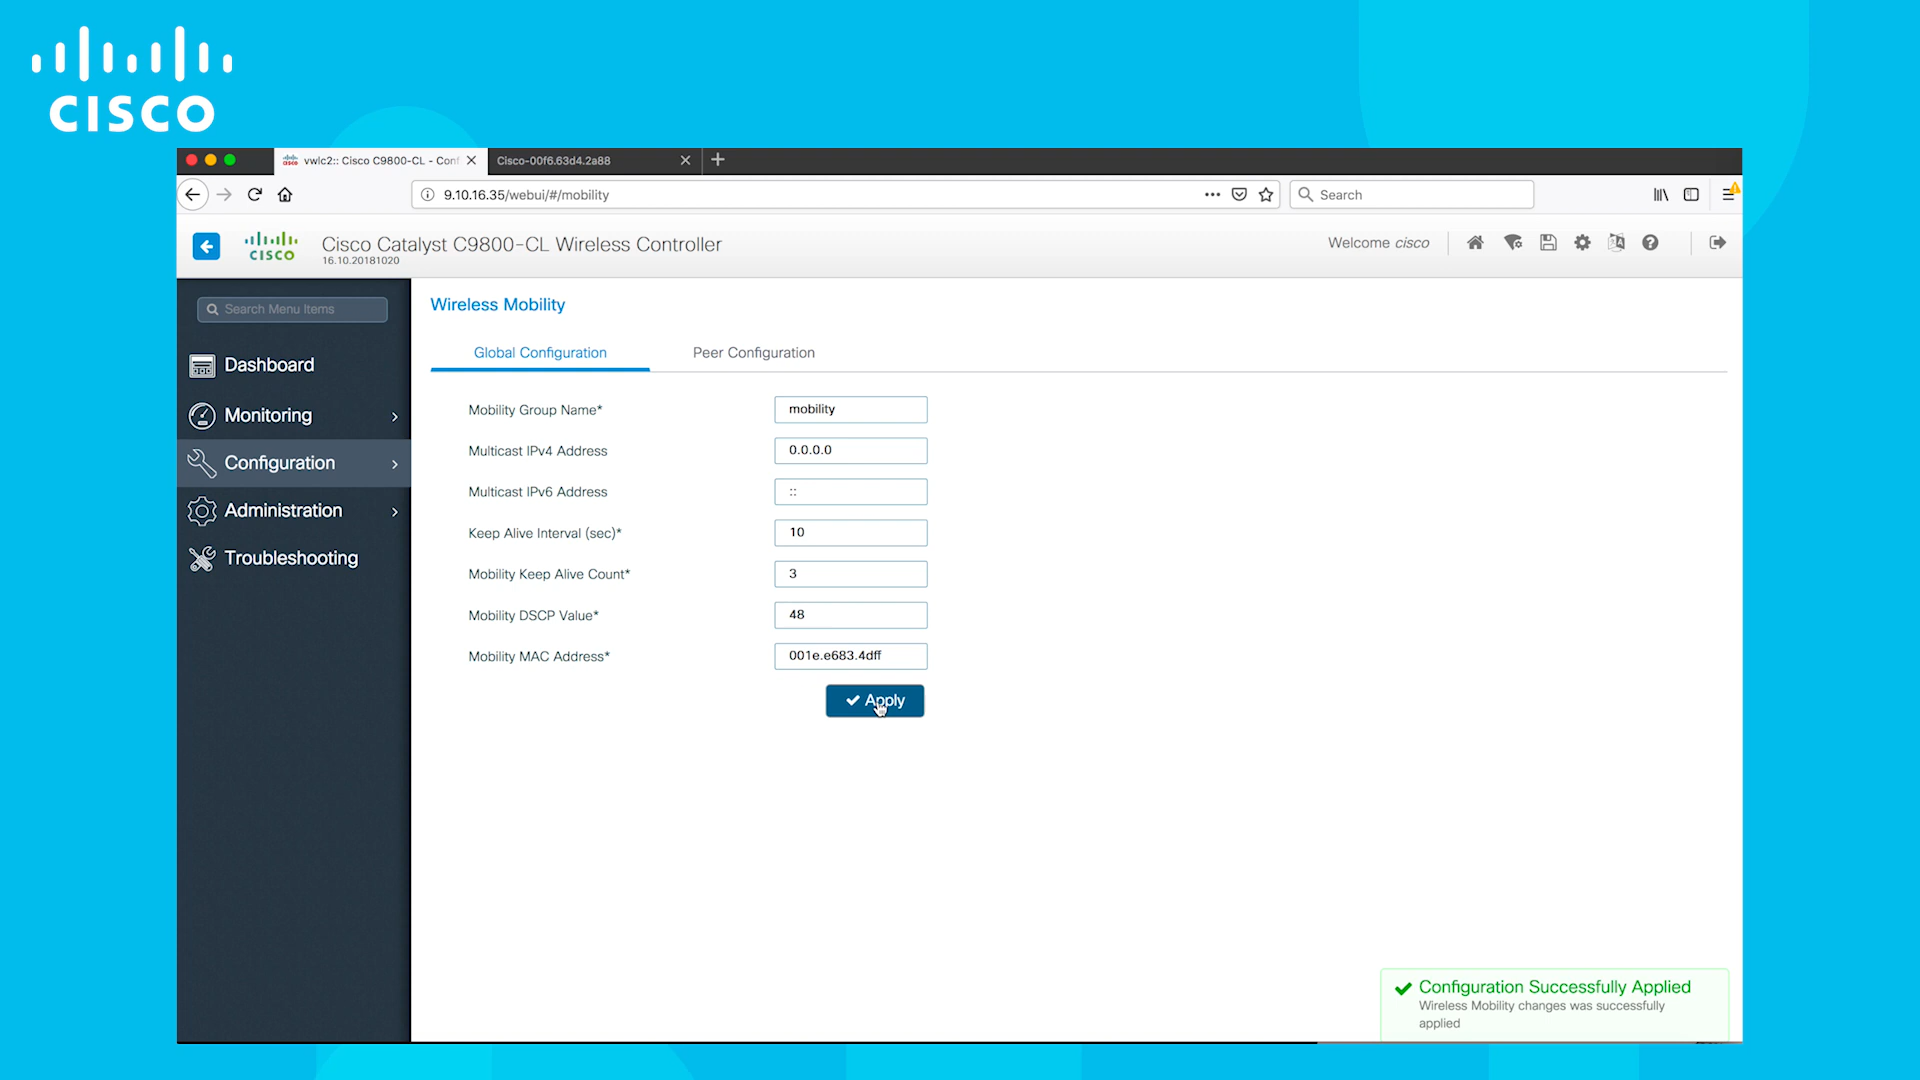 CISCO
vwlc2:: Cisco C9800-CL - Conf
Cisco-00f6.63d4.2a88
9.10.16.35/webui/#/mobility
Search
CISCO
Cisco Catalyst C9800-CL Wireless Controller
16.10.20181020
Welcome cisco
Search Menu Items
Dashboard
Monitoring
Configuration
Administration
Troubleshooting
Wireless Mobility
Global Configuration
Peer Configuration
Mobility Group Name*
mobility
Multicast IPv4 Address
0.0.0.0
Multicast IPv6 Address
::
Keep Alive Interval (sec)*
10
Mobility Keep Alive Count*
3
Mobility DSCP Value*
48
Mobility MAC Address*
001e.e683.4dff
Apply
Configuration Successfully Applied
Wireless Mobility changes was successfully
applied